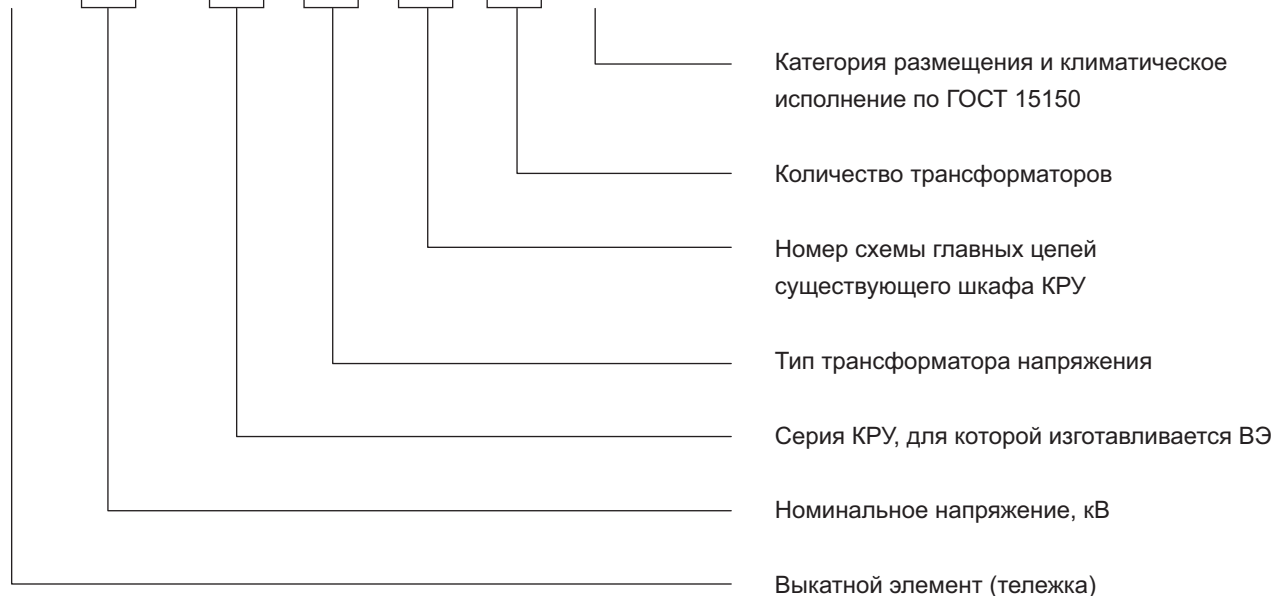 Категория размещения и климатическое
исполнение по ГОСТ 15150
Количество трансформаторов
Номер схемы главных цепей
существующего шкафа КРУ
Тип трансформатора напряжения
Серия КРУ, для которой изготавливается ВЭ
Номинальное напряжение, кВ
Выкатной элемент (тележка)